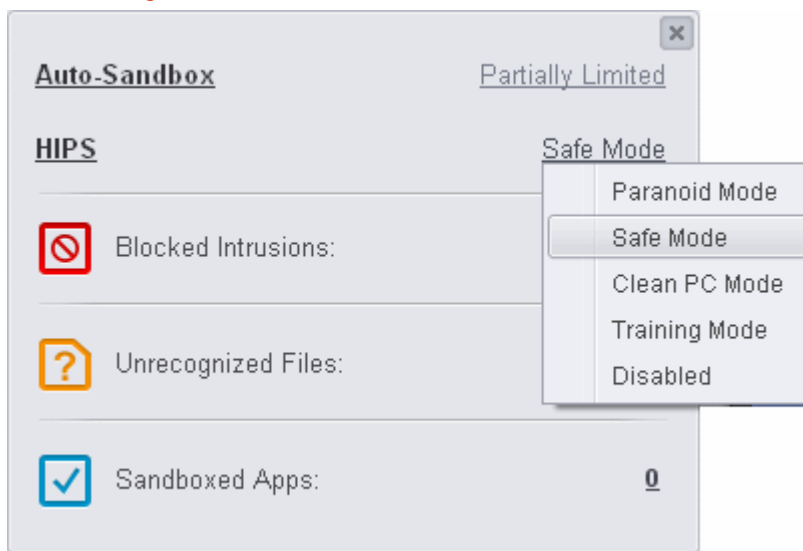 Auto-Sandbox Partially Limited
HIPS Safe Mode
Paranoid Mode
Safe Mode
Clean PC Mode
Training Mode
Disabled
Blocked Intrusions:
Unrecognized Files:
Sandboxed Apps: 0